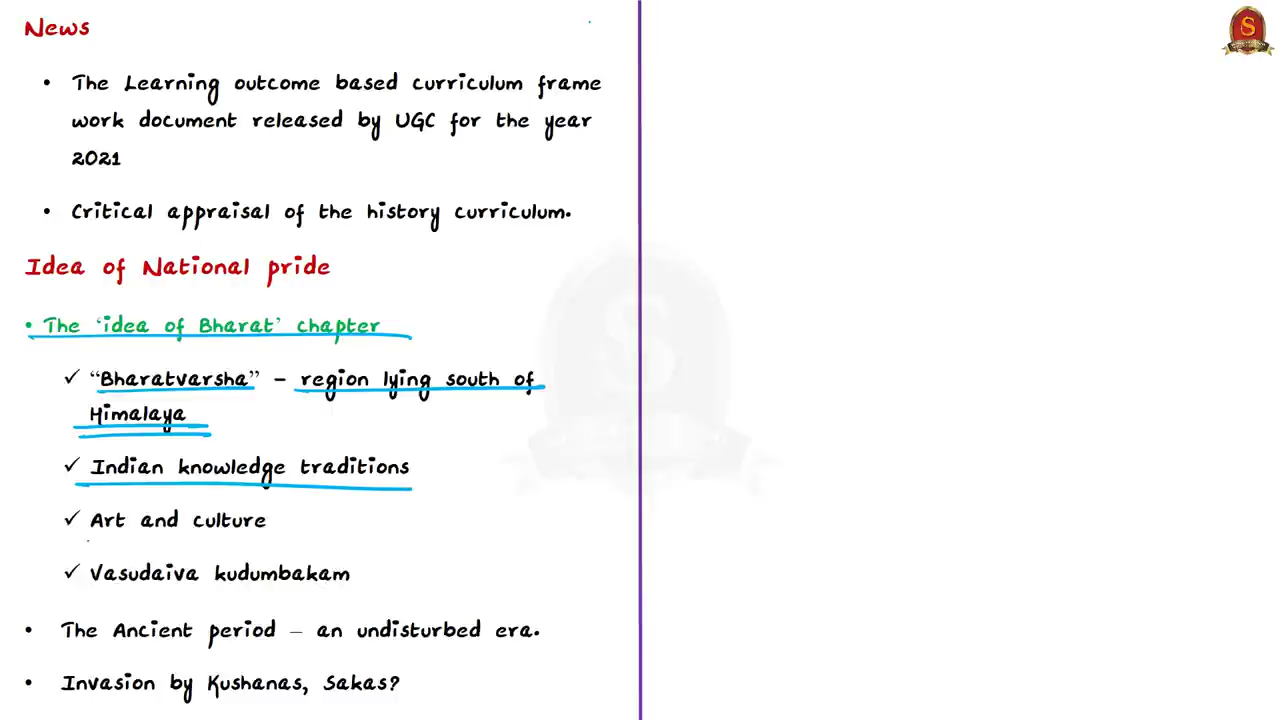 News
• The Learning outcome based curriculum frame
work document released by UGC for the year
2021
• Critical appraisal of the history curriculum.
Idea of National pride
• The ‘idea of Bharat’ chapter
✓ “Bharatvarsha” – region lying south of
Himalaya
✓ Indian knowledge traditions
✓ Art and culture
✓ Vasudaiva kudumbakam
• The Ancient period – an undisturbed era.
• Invasion by Kushanas, Sakas?
S